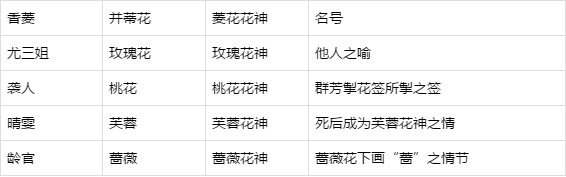 香菱 并蒂花 菱花花神 名号
尤三姐 玫瑰花 玫瑰花神 他人之喻
袭人 桃花 桃花花神 群芳掣花签所掣之签
晴雯 芙蓉 芙蓉花神 死后成为芙蓉花神之情
龄官 蔷薇 蔷薇花神 蔷薇花下画“蔷”之情节